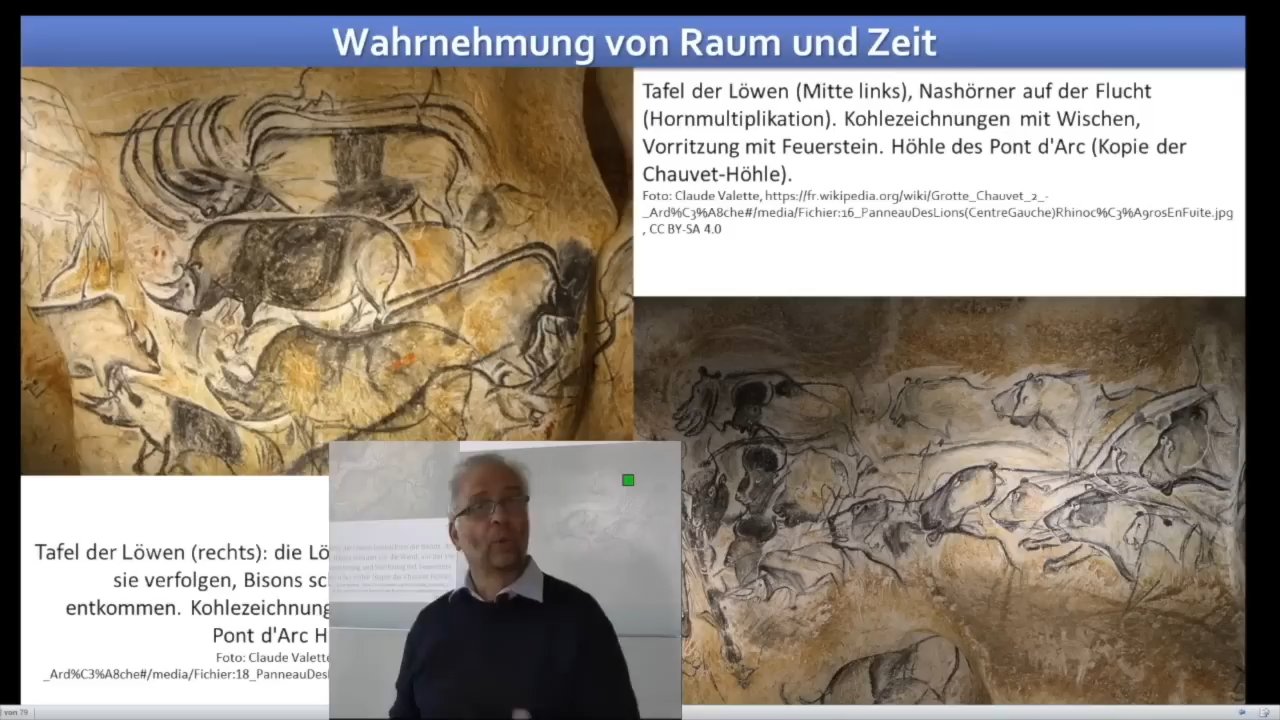 Wahrnehmung von Raum und Zeit
Tafel der Löwen (Mitte links), Nashörner auf der Flucht
(Hornmultiplikation). Kohlezeichnungen mit Wischen,
Vorritzung mit Feuerstein. Höhle des Pont d'Arc (Kopie der
Chauvet-Höhle).
Foto: Claude Valette, https://fr.wikipedia.org/wiki/Grotte_Chauvet_2_-
_Ard%C3%A8che#/media/Fichier:16_PanneauDesLions(CentreGauche)Rhinoc%C3%A9rosEnFuite.jpg
, CC BY-SA 4.0
Tafel der Löwen (rechts): die Lö
sie verfolgen, Bisons sc
entkommen. Kohlezeichnung
Pont d'Arc H
Foto: Claude Valette
_Ard%C3%A8che#/media/Fichier:18_PanneauDesL
von 79